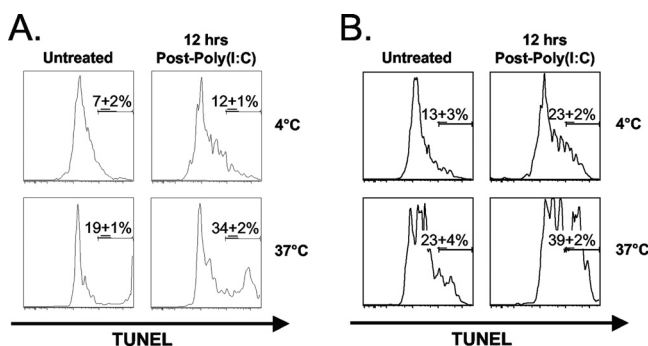 A.
Untreated
12 hrs
Post-Poly(I:C)
7+2%
12+1%
4°C
19+1%
34+2%
37°C
TUNEL
B.
Untreated
12 hrs
Post-Poly(I:C)
13+3%
23+2%
4°C
23+4%
39+2%
37°C
TUNEL